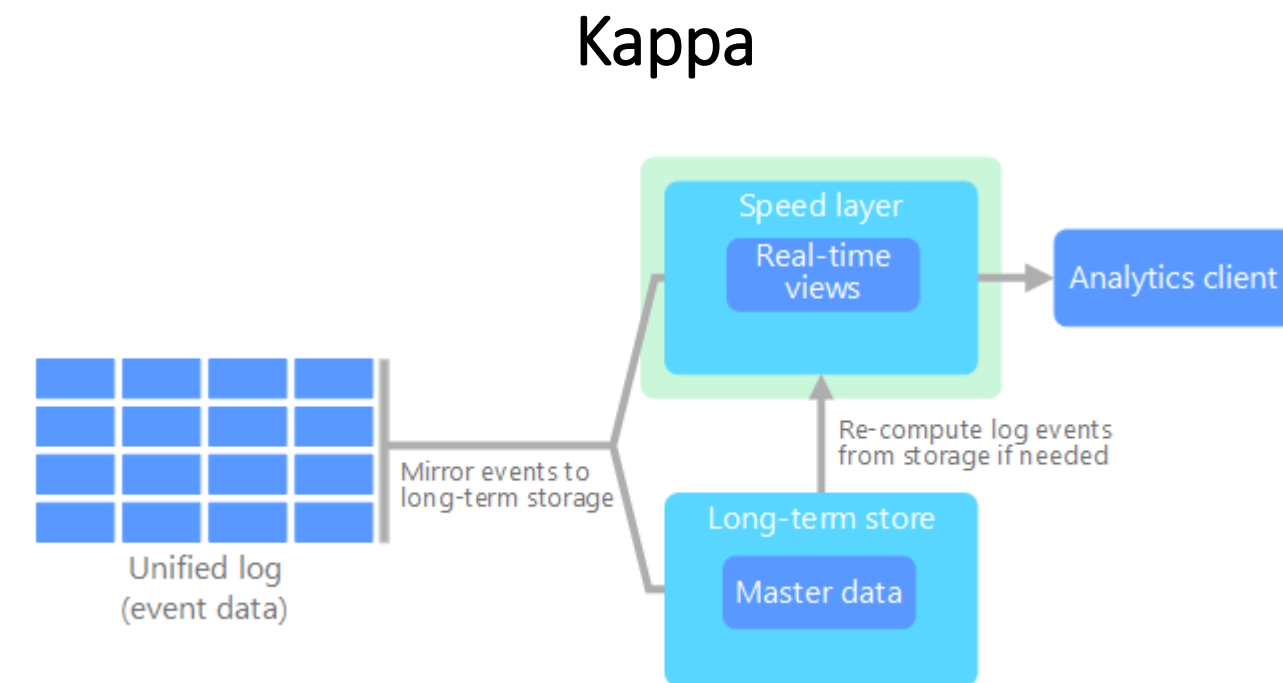 Kappa
Speed layer
Real-time
views
Analytics client
Re-compute log events
from storage if needed
Mirror events to
long-term storage
Long-term store
Master data
Unified log
(event data)